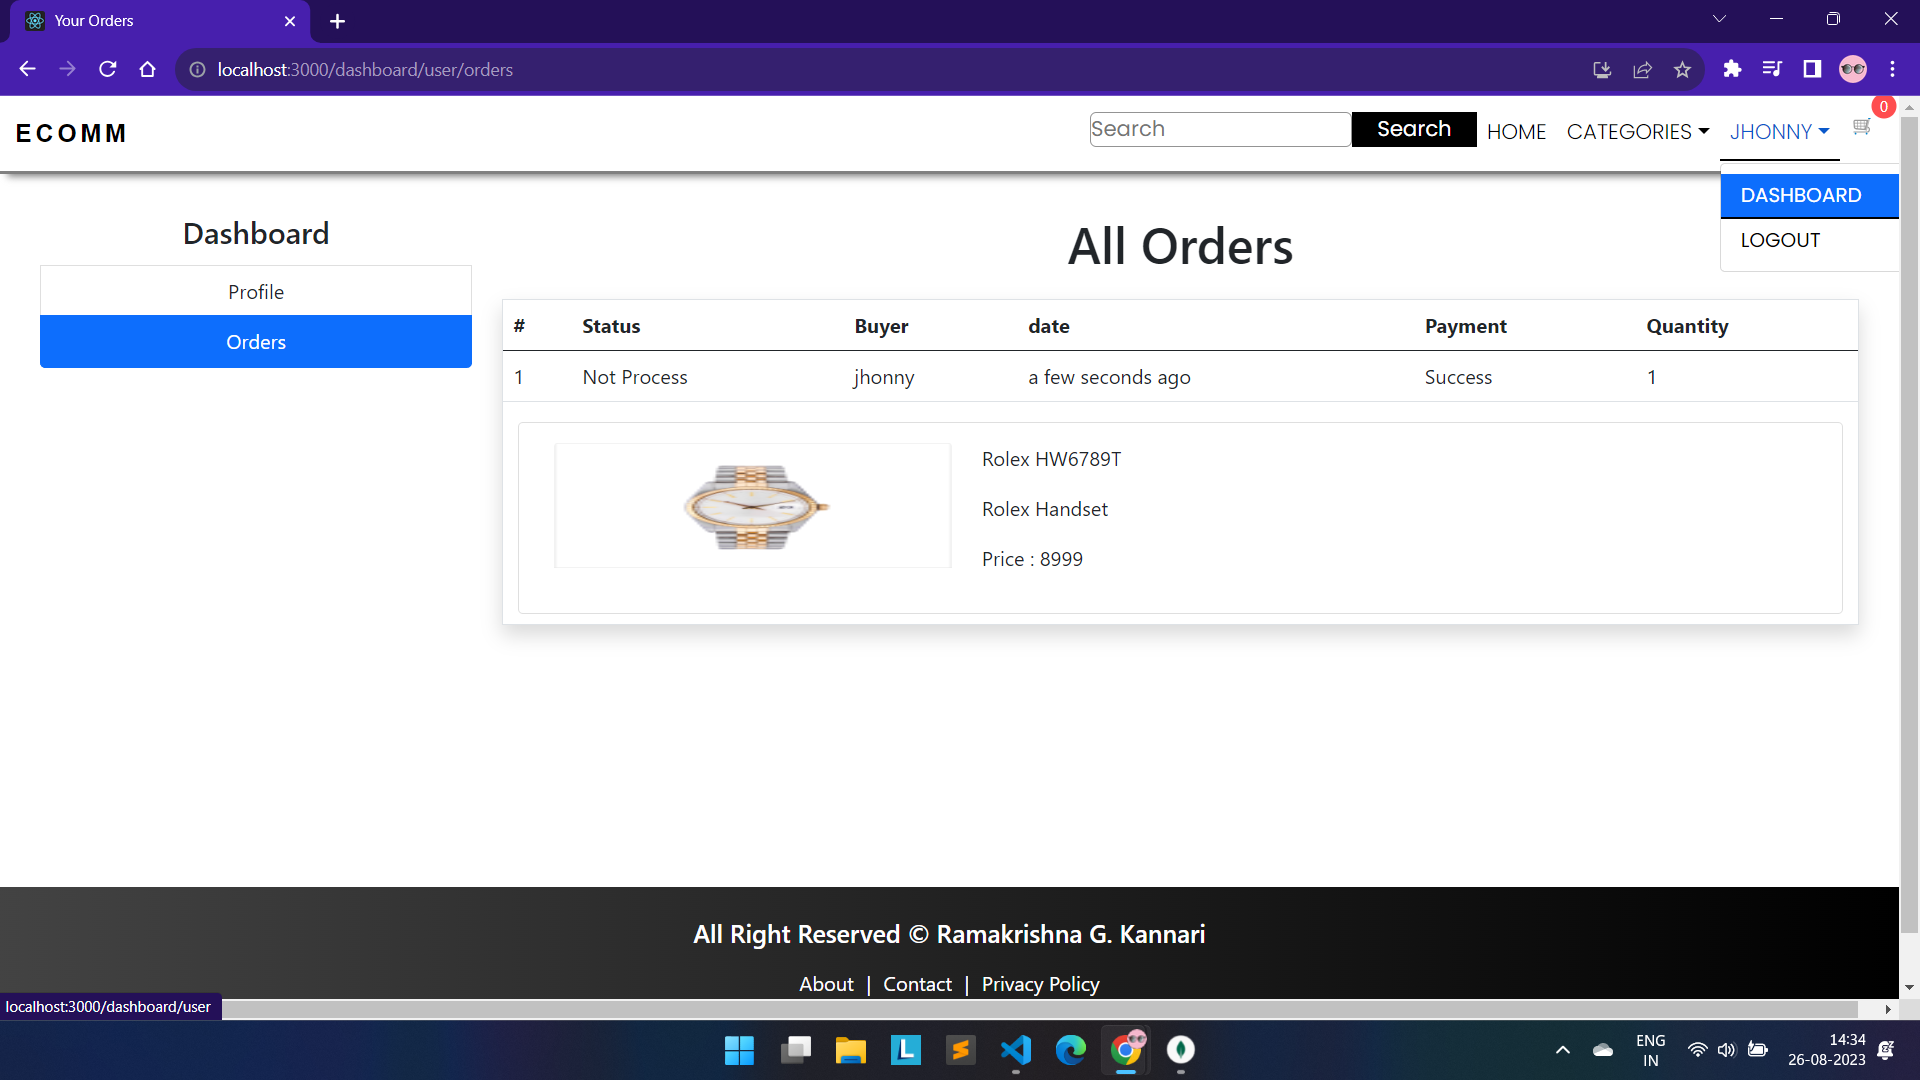 Your Orders
localhost:3000/dashboard/user/orders
ECOMM
Search
Search
HOME
CATEGORIES
JHONNY
0
DASHBOARD
LOGOUT
Dashboard
Profile
Orders
All Orders
# Status Buyer date Payment Quantity
1 Not Process jhonny a few seconds ago Success 1
Rolex HW6789T
Rolex Handset
Price : 8999
All Right Reserved © Ramakrishna G. Kannari
About | Contact | Privacy Policy
localhost:3000/dashboard/user
L
ENG
IN
14:34
26-08-2023